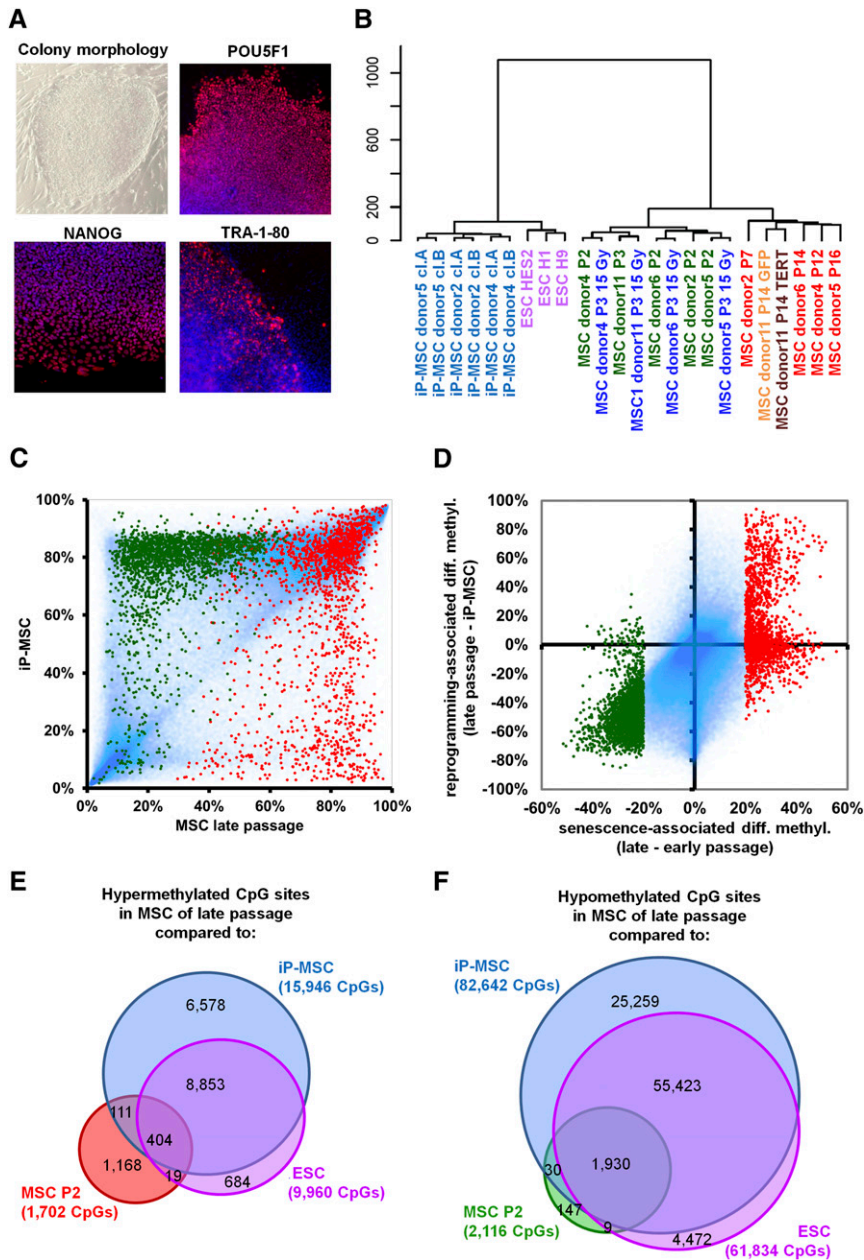 A
Colony morphology
POU5F1
NANOG
TRA-1-80
B
1000
600
200
0
iP-MSC donor5 cl.A
iP-MSC donor5 cl.B
iP-MSC donor2 cl.A
iP-MSC donor2 cl.B
iP-MSC donor4 cl.A
iP-MSC donor4 cl.B
ESC HES2
ESC H1
ESC H9
MSC donor4 P2
MSC donor4 P3 15 Gy
MSC donor11 P3
MSC1 donor11 P3 15 Gy
MSC donor6 P2
MSC donor6 P3 15 Gy
MSC donor2 P2
MSC donor5 P2
MSC donor5 P3 15 Gy
MSC donor2 P7
MSC donor11 P14 GFP
MSC donor11 P14 TERT
MSC donor6 P14
MSC donor4 P12
MSC donor5 P16
C
100%
80%
60%
40%
20%
0%
iP-MSC
0%
20%
40%
60%
80%
100%
MSC late passage
D
reprogramming-associated diff. methyl.
(late passage - iP-MSC)
100%
80%
60%
40%
20%
0%
-20%
-40%
-60%
-80%
-100%
-60%
-40%
-20%
0%
20%
40%
60%
senescence-associated diff. methyl.
(late - early passage)
E
Hypermethylated CpG sites
in MSC of late passage
compared to:
iP-MSC
(15,946 CpGs)
6,578
8,853
111
404
1,168
19
684
MSC P2
(1,702 CpGs)
ESC
(9,960 CpGs)
F
Hypomethylated CpG sites
in MSC of late passage
compared to:
iP-MSC
(82,642 CpGs)
25,259
55,423
1,930
30
147
9
4,472
MSC P2
(2,116 CpGs)
ESC
(61,834 CpGs)